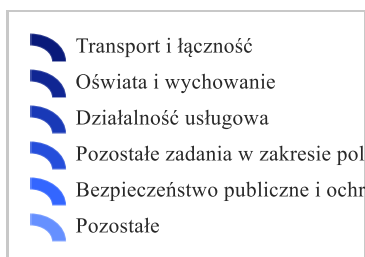 Transport i łączność
Oświata i wychowanie
Działalność usługowa
Pozostałe zadania w zakresie pol
Bezpieczeństwo publiczne i ochr
Pozostałe